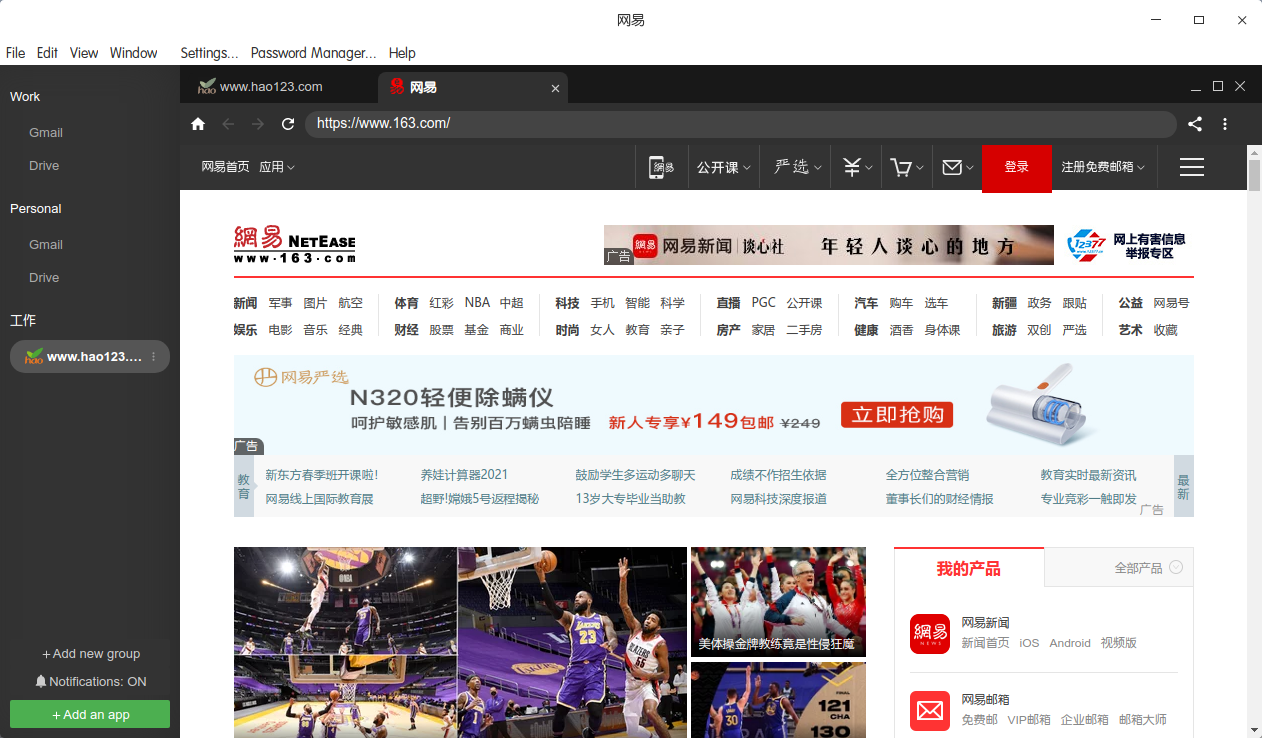 网易
File Edit View Window Settings... Password Manager... Help
Work
Gmail
Drive
Personal
Gmail
Drive
工作
www.hao123....
+ Add new group
Notifications: ON
+ Add an app
www.hao123.com
网易
https://www.163.com/
网易首页 应用 網易 公开课 严选 登录 注册免费邮箱
網易 NETEASE
www.163.com
广告 網易 网易新闻 谈心社 年轻人谈心的地方
12377 网上有害信息
举报专区
新闻 军事 图片 航空 体育 红彩 NBA 中超 科技 手机 智能 科学 直播 PGC 公开课 汽车 购车 选车 新疆 政务 跟贴 公益 网易号
娱乐 电影 音乐 经典 财经 股票 基金 商业 时尚 女人 教育 亲子 房产 家居 二手房 健康 酒香 身体课 旅游 双创 严选 艺术 收藏
网易严选
N320轻便除螨仪
呵护敏感肌 | 告别百万螨虫陪睡 新人专享¥149包邮 ¥249 立即抢购
广告
教育
新东方春季班开课啦! 养娃计算器2021 鼓励学生多运动多聊天 成绩不作招生依据 全方位整合营销 教育实时最新资讯
网易线上国际教育展 超野!嫦娥5号返程揭秘 13岁大专毕业当助教 网易科技深度报道 董事长们的财经情报 专业竞彩一触即发
广告
最新
@NBA
LAKERS
23
BLAZERS
55
美体操金牌教练竟是性侵狂魔
30
FINAL
121
CHA
130
我的产品 全部产品
網易
NEWS
网易新闻
新闻首页 iOS Android 视频版
网易邮箱
免费邮 VIP邮箱 企业邮箱 邮箱大师